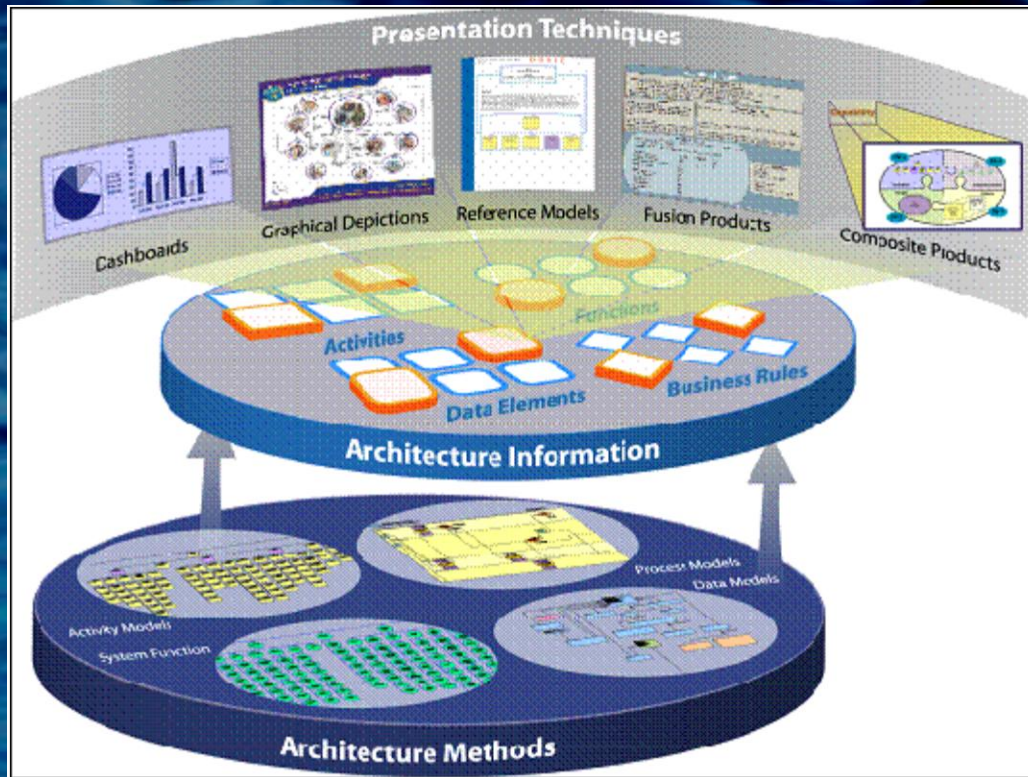 Presentation Techniques
Cashboards
Graphical Depictions
Reference Models
Fusion Products
Composite Products
Activities
Functions
Data Elements
Business Rules
Architecture Information
Activity Models
System Function
Process Models
Data Models
Architecture Methods